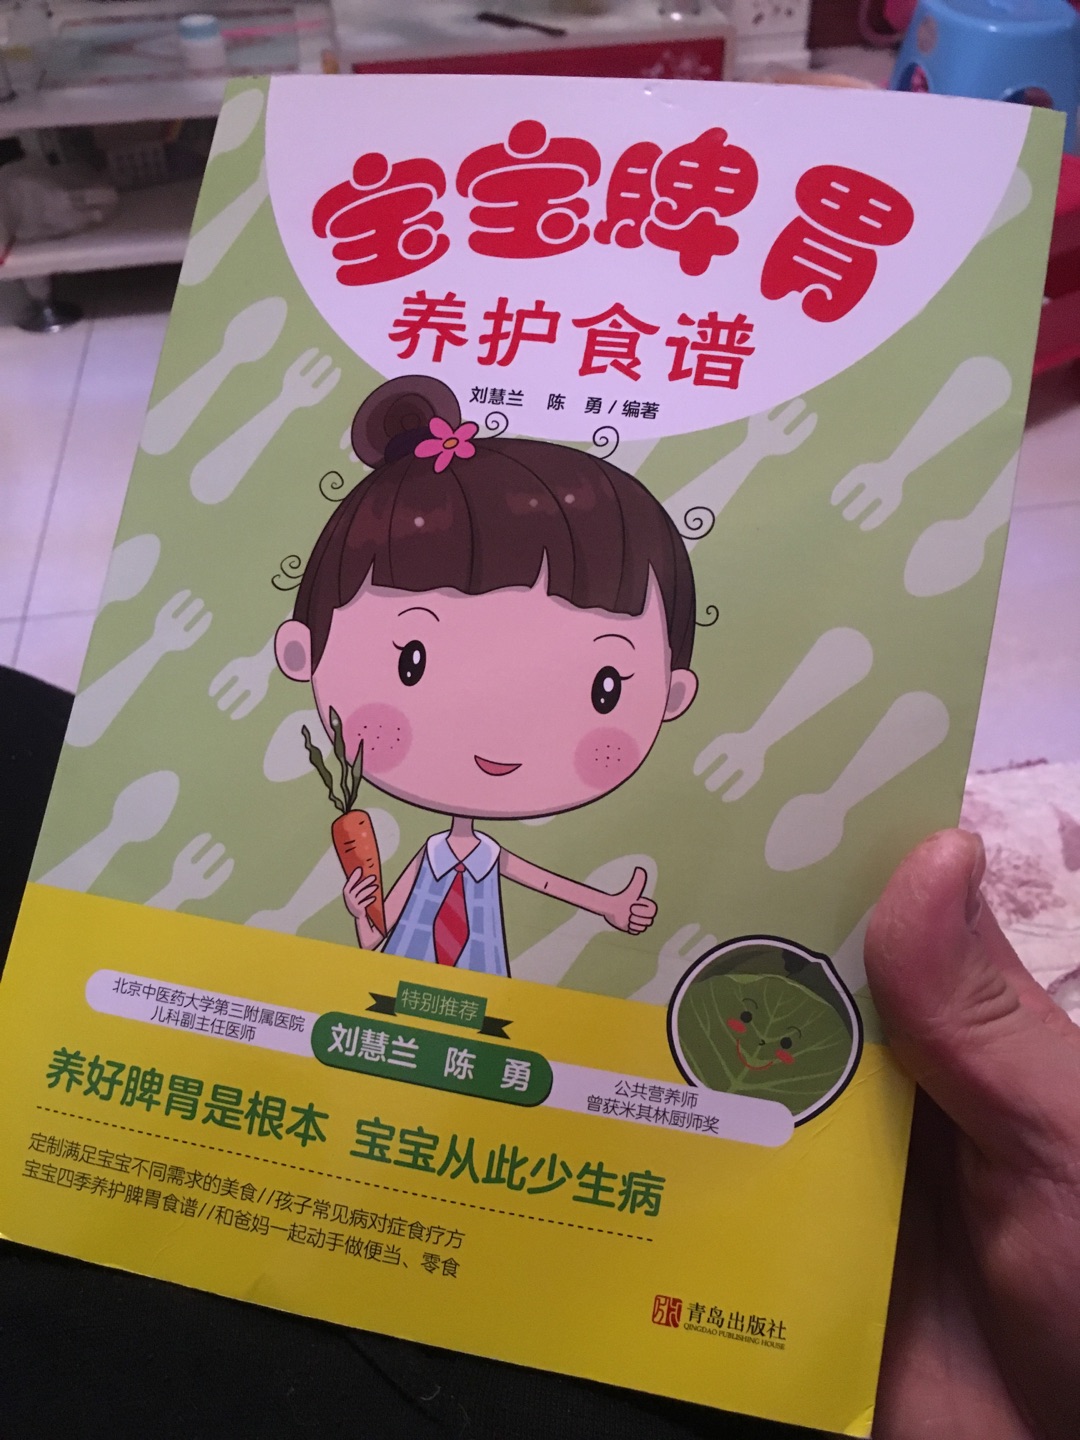 宝宝脾胃
养护食谱
刘慧兰 陈 勇/编著
特别推荐
北京中医药大学第三附属医院
儿科副主任医师
刘慧兰 陈 勇
公共营养师
曾获米其林厨师奖
养好脾胃是根本 宝宝从此少生病
定制满足宝宝不同需求的美食//孩子常见病对症食疗方
宝宝四季养护脾胃食谱//和爸妈一起动手做便当、零食
青岛出版社
QINGDAO PUBLISHING HOUSE